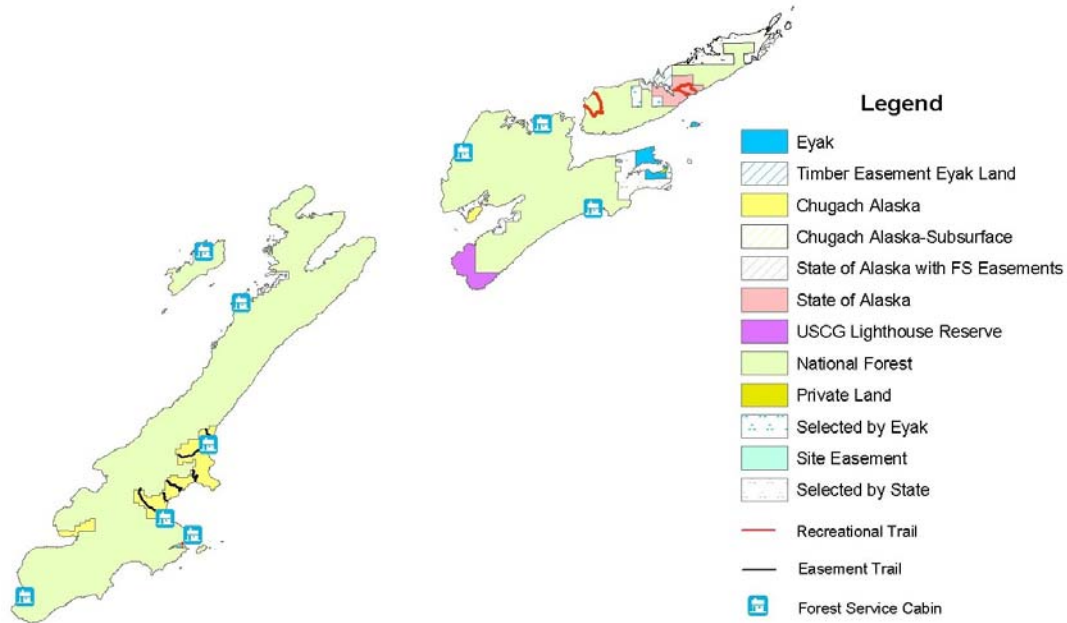 Legend
Eyak
Timber Easement Eyak Land
Chugach Alaska
Chugach Alaska-Subsurface
State of Alaska with FS Easements
State of Alaska
USCG Lighthouse Reserve
National Forest
Private Land
Selected by Eyak
Site Easement
Selected by State
Recreational Trail
Easement Trail
Forest Service Cabin